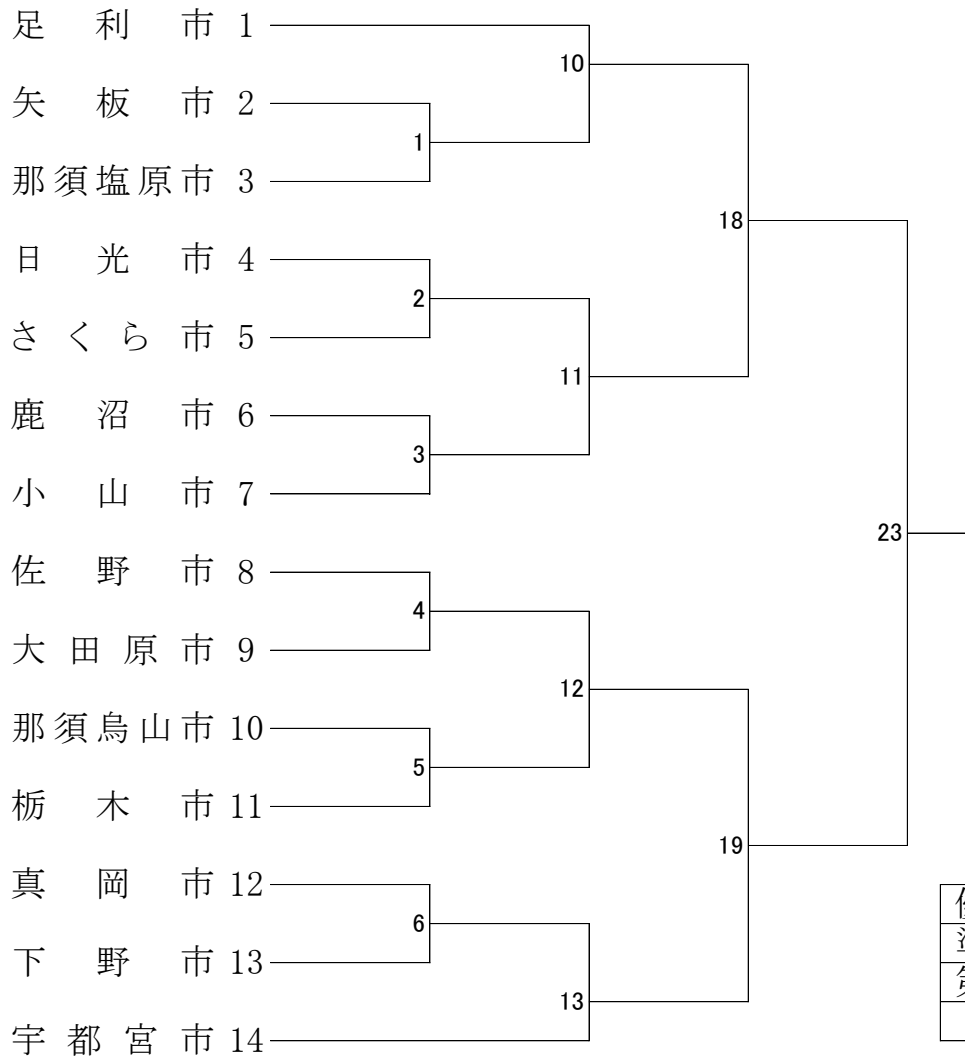 足利市 1
10
矢板市 2
1
那須塩原市 3
18
日光市 4
2
さくら市 5
11
鹿沼市 6
3
小山市 7
23
佐野市 8
4
大田原市 9
12
那須烏山市 10
5
栃木市 11
19
真岡市 12
6
下野市 13
13
宇都宮市 14